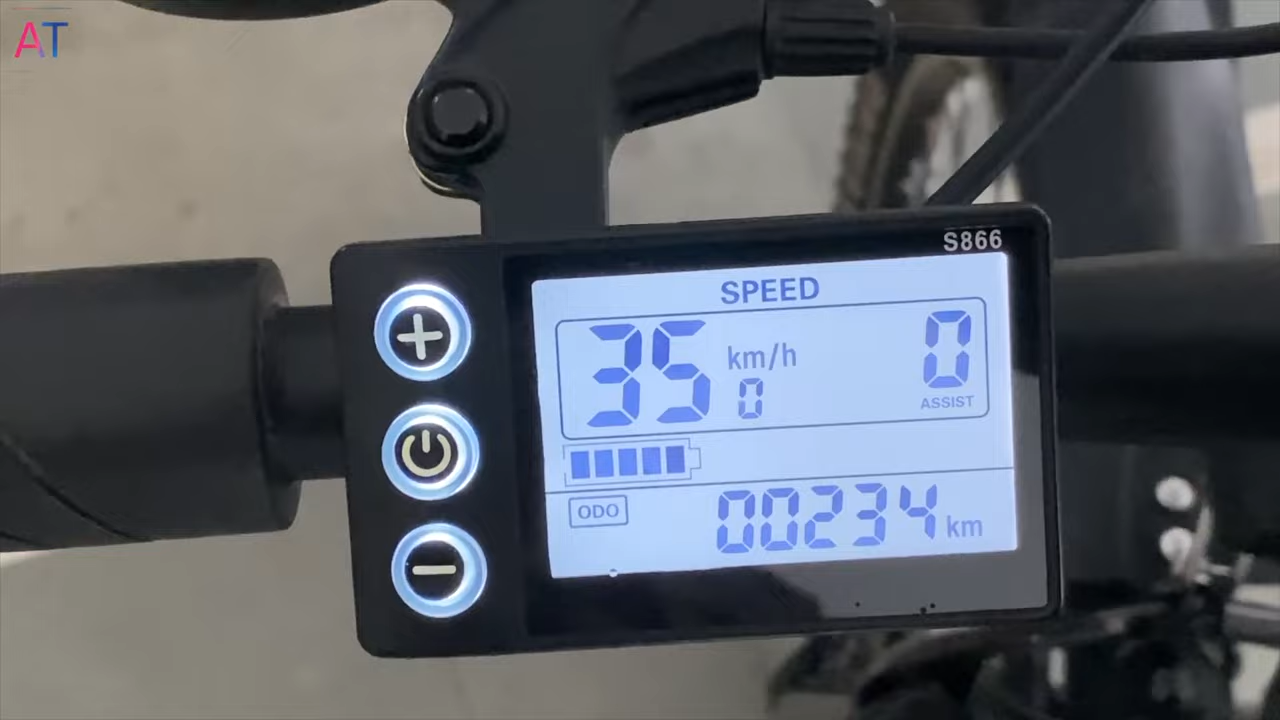 AT
S866
SPEED
35 km/h 0
0
ASSIST
ODO 00234 km